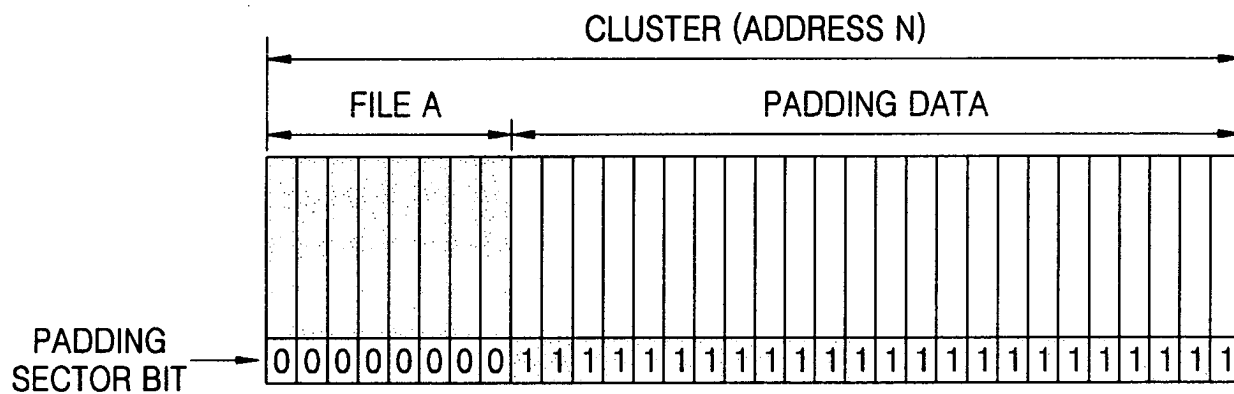 CLUSTER (ADDRESS N)
FILE A
PADDING DATA
PADDING
SECTOR BIT
0 0 0 0 0 0 0 0 1 1 1 1 1 1 1 1 1 1 1 1 1 1 1 1 1 1 1 1 1 1 1 1